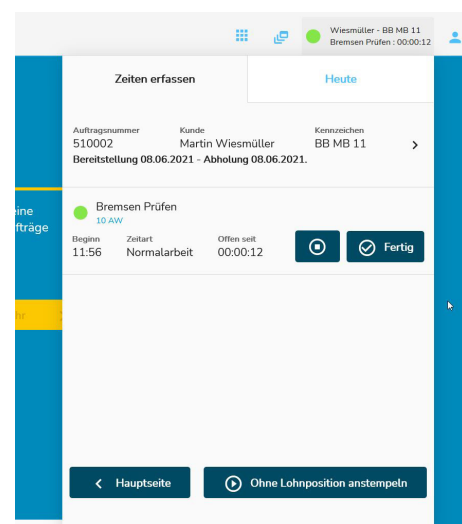 Wiesmüller - BB MB 11
Bremsen Prüfen : 00:00:12
Zeiten erfassen
Heute
Auftragsnummer Kunde Kennzeichen
510002 Martin Wiesmüller BB MB 11
Bereitstellung 08.06.2021 - Abholung 08.06.2021.
eine
fträge
hr
Bremsen Prüfen
10 AW
Beginn Zeitart Offen seit
11:56 Normalarbeit 00:00:12
Fertig
Hauptseite
Ohne Lohnposition anstempeln